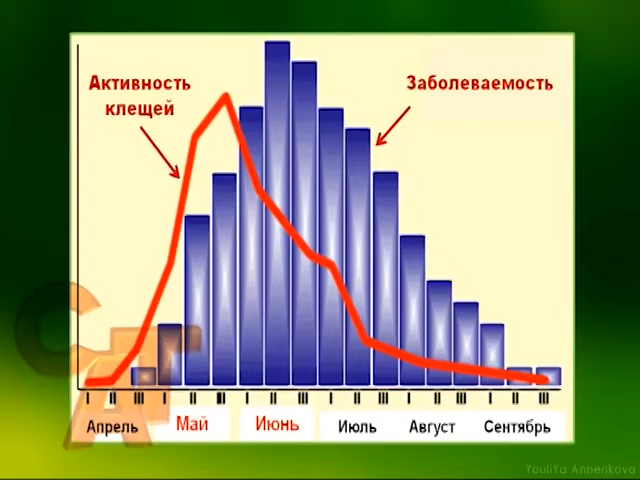 Активность
клещей
Заболеваемость
I II III I II III I II III I II III I II III I II III
Апрель Май Июнь Июль Август Сентябрь
САГ
YouliYa Annenkova